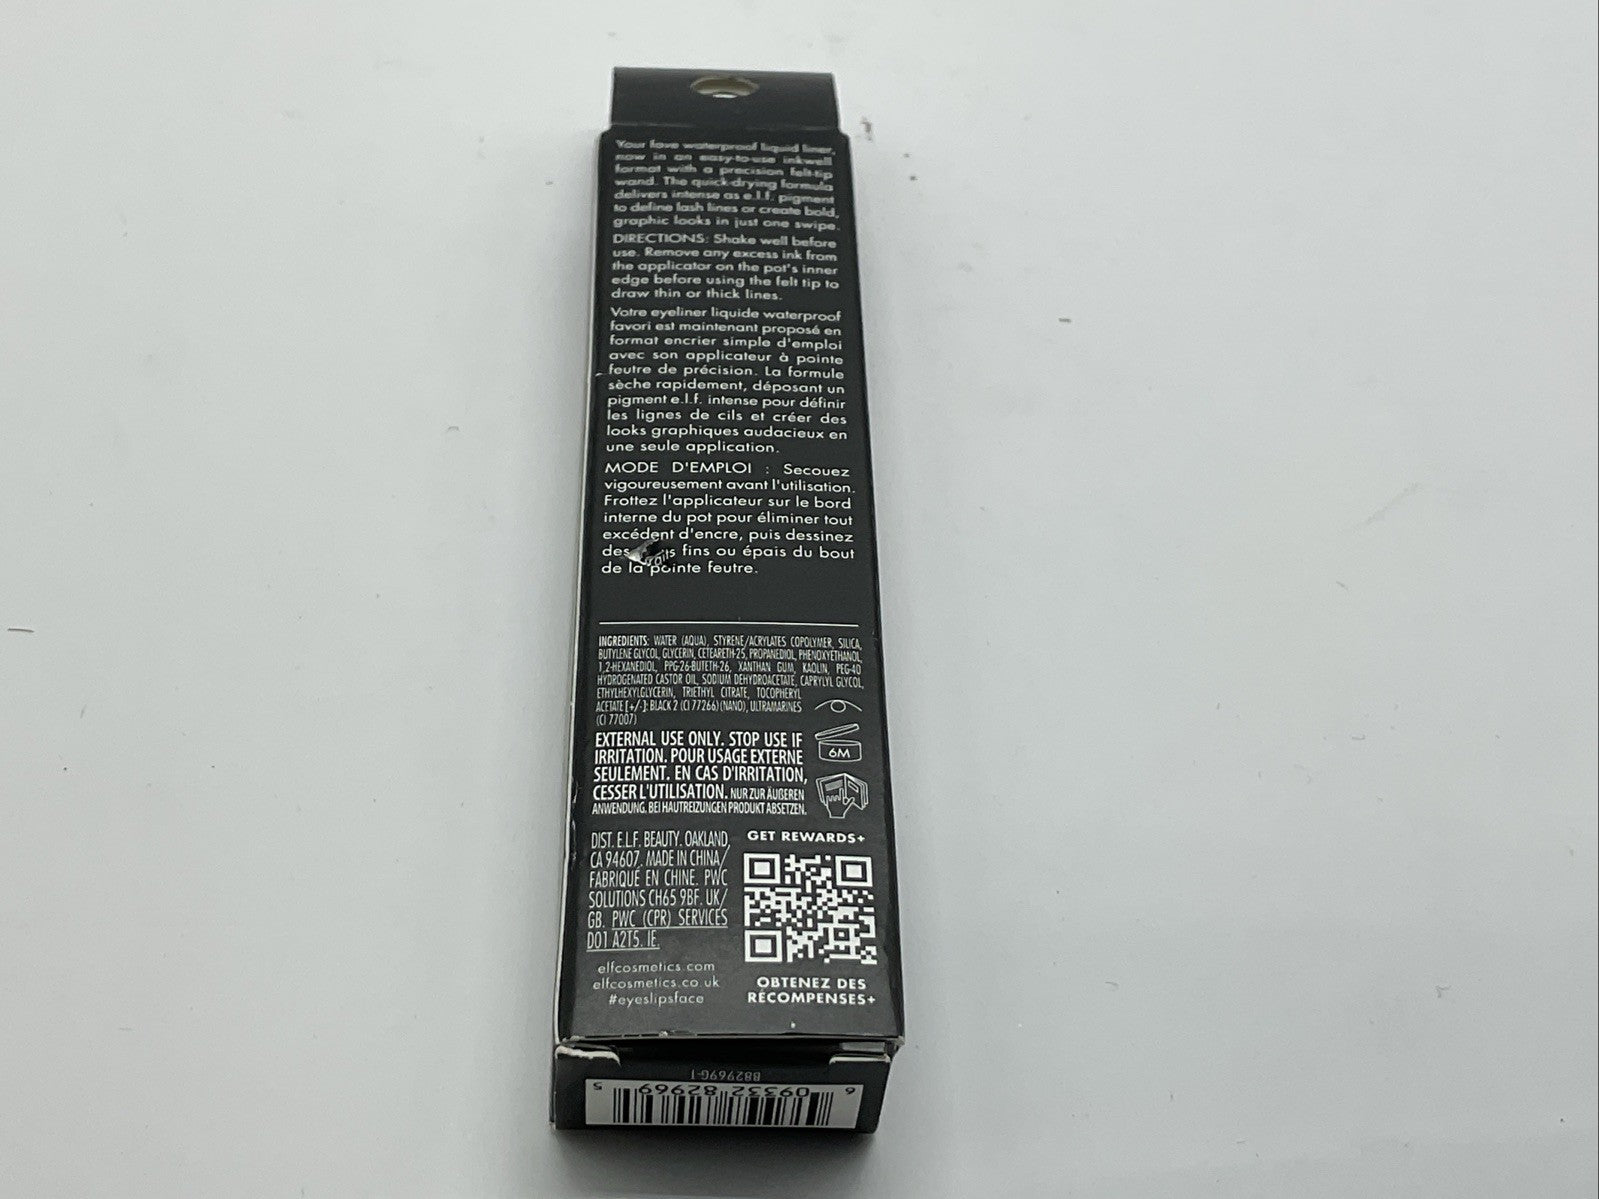 Your fave waterproof liquid liner,
now in an easy-to-use inkwell
format with a precision felt-tip
wand. The quick-drying formula
delivers intense as e.l.f. pigment
to define lash lines or create bold,
graphic looks in just one swipe.
DIRECTIONS: Shake well before
use. Remove any excess ink from
the applicator on the pot's inner
edge before using the felt tip to
draw thin or thick lines.
Votre eyeliner liquide waterproof
favori est maintenant proposé en
format encrier simple d'emploi
avec son applicateur à pointe
feutre de précision. La formule
sèche rapidement, déposant un
pigment e.l.f. intense pour définir
les lignes de cils et créer des
looks graphiques audacieux en
une seule application.
MODE D'EMPLOI : Secouez
vigoureusement avant l'utilisation.
Frottez l'applicateur sur le bord
interne du pot pour éliminer tout
excédent d'encre, puis dessinez
des traits fins ou épais du bout
de la pointe feutre.
INGREDIENTS: WATER (AQUA), STYRENE/ACRYLATES COPOLYMER, SILICA,
BUTYLENE GLYCOL, GLYCERIN, CETEARETH-25, PROPANEDIOL, PHENOXYETHANOL,
1,2-HEXANEDIOL, PPG-26-BUTETH-26, XANTHAN GUM, KAOLIN, PEG-40
HYDROGENATED CASTOR OIL, SODIUM DEHYDROACETATE, CAPRYLYL GLYCOL,
ETHYLHEXYLGLYCERIN, TRIETHYL CITRATE, TOCOPHERYL
ACETATE [+/-]: BLACK 2 (CI 77266) (NANO), ULTRAMARINES
(CI 77007)
EXTERNAL USE ONLY. STOP USE IF
IRRITATION. POUR USAGE EXTERNE
SEULEMENT. EN CAS D'IRRITATION,
CESSER L'UTILISATION. NUR ZUR ÄUßEREN
ANWENDUNG. BEI HAUTREIZUNGEN PRODUKT ABSETZEN.
6M
DIST. E.L.F. BEAUTY. OAKLAND,
CA 94607. MADE IN CHINA/
FABRIQUÉ EN CHINE. PWC
SOLUTIONS CH65 9BF. UK/
GB. PWC (CPR) SERVICES
D01 A2T5. IE.
elfcosmetics.com
elfcosmetics.co.uk
#eyeslipsface
GET REWARDS+
OBTENEZ DES
RÉCOMPENSES+
B82969G-1
6 09332 82969 5